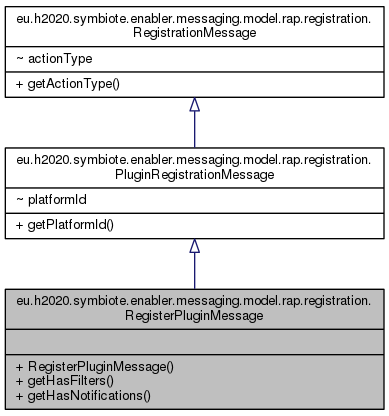 eu.h2020.symbiote.enabler.messaging.model.rap.registration.
RegistrationMessage
~ actionType
+ getActionType()
eu.h2020.symbiote.enabler.messaging.model.rap.registration.
PluginRegistrationMessage
~ platformId
+ getPlatformId()
eu.h2020.symbiote.enabler.messaging.model.rap.registration.
RegisterPluginMessage
+ RegisterPluginMessage()
+ getHasFilters()
+ getHasNotifications()